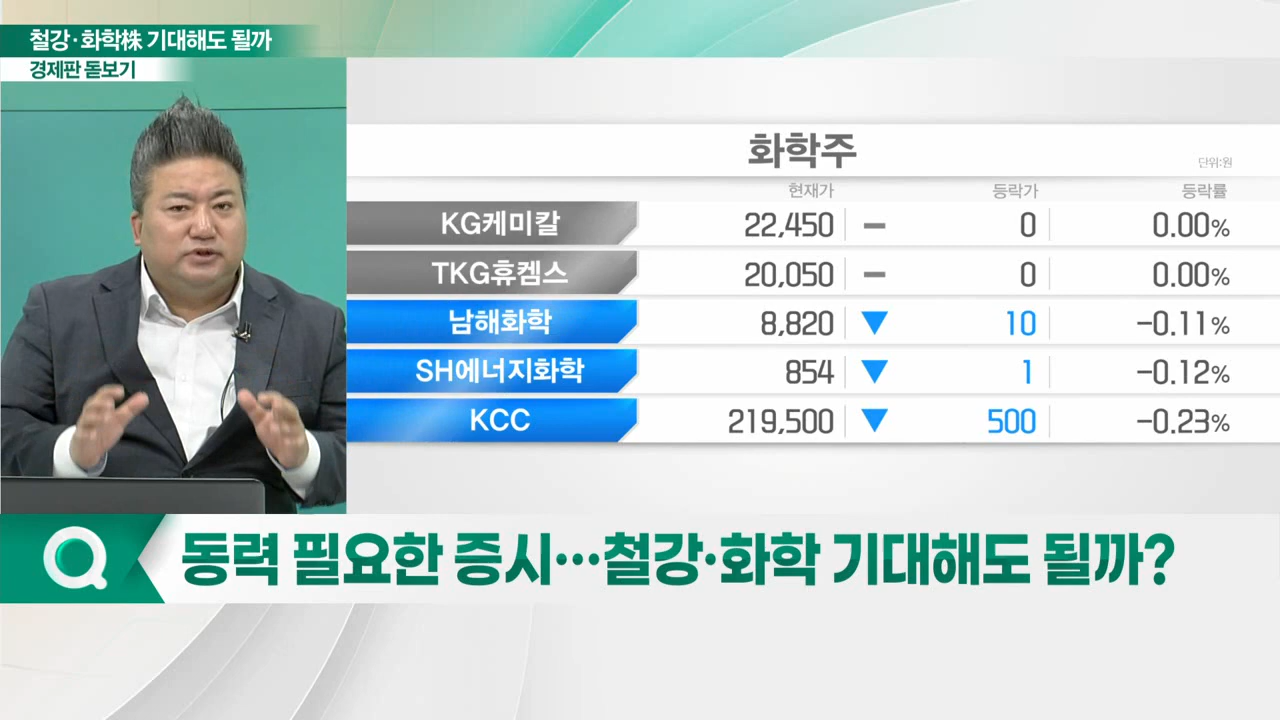 철강·화학株 기대해도 될까
경제판 돋보기
화학주
단위:원
현재가 등락가 등락률
KG케미칼 22,450 － 0 0.00%
TKG휴켐스 20,050 － 0 0.00%
남해화학 8,820 ▼ 10 -0.11%
SH에너지화학 854 ▼ 1 -0.12%
KCC 219,500 ▼ 500 -0.23%
동력 필요한 증시…철강·화학 기대해도 될까?